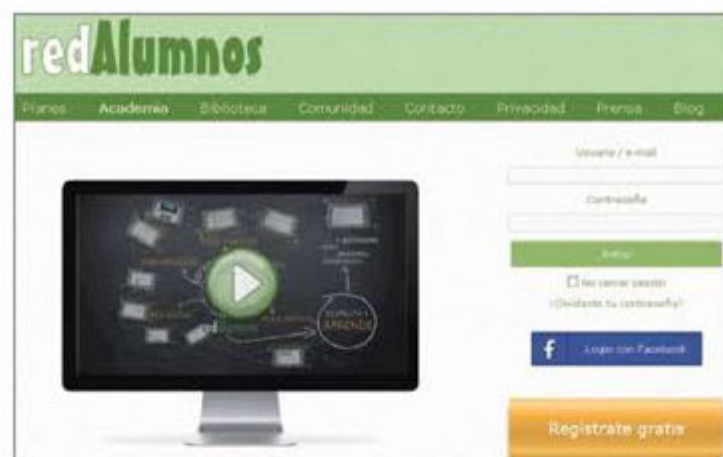 redAlumnos
Planes Academia Biblioteca Comunidad Contacto Privacidad Prensa Blog
Usuario / e-mail
Contraseña
Entrar
No cerrar sesión
¿Olvidaste tu contraseña?
APRENDE
Login con Facebook
Regístrate gratis